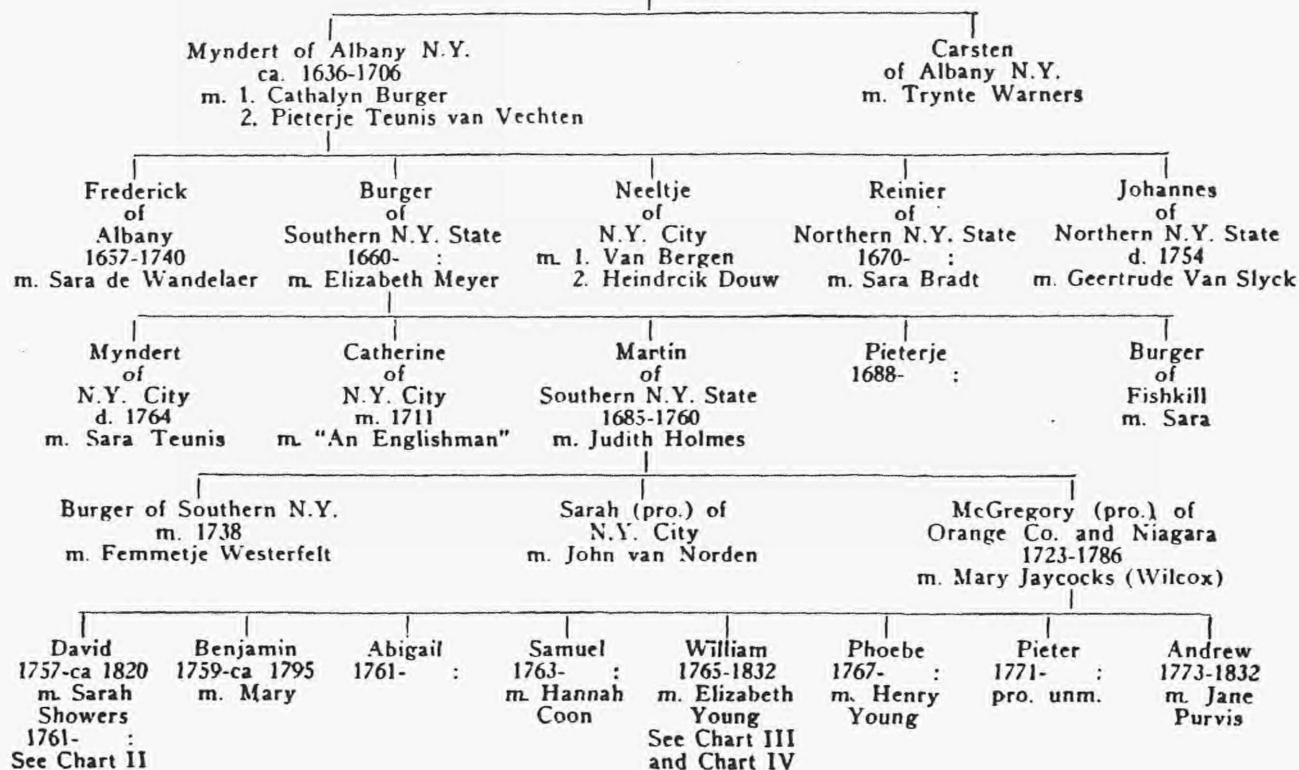 Myndert of Albany N.Y.
ca. 1636-1706
m. 1. Cathalyn Burger
2. Pieterje Teunis van Vechten
Carsten
of Albany N.Y.
m. Trynte Warners
Frederick
of
Albany
1657-1740
m. Sara de Wandelaer
Burger
of
Southern N.Y. State
1660- :
m. Elizabeth Meyer
Neeltje
of
N.Y. City
m. 1. Van Bergen
2. Heindrcik Douw
Reinier
of
Northern N.Y. State
1670- :
m. Sara Bradt
Johannes
of
Northern N.Y. State
d. 1754
m. Geertrude Van Slyck
Myndert
of
N.Y. City
d. 1764
m. Sara Teunis
Catherine
of
N.Y. City
m. 1711
m. "An Englishman"
Martin
of
Southern N.Y. State
1685-1760
m. Judith Holmes
Pieterje
1688- :
Burger
of
Fishkill
m. Sara
Burger of Southern N.Y.
m. 1738
m. Femmetje Westerfelt
Sarah (pro.) of
N.Y. City
m. John van Norden
McGregory (pro.) of
Orange Co. and Niagara
1723-1786
m. Mary Jaycocks (Wilcox)
David
1757-ca 1820
m. Sarah
Showers
1761- :
See Chart II
Benjamin
1759-ca 1795
m. Mary
Abigail
1761- :
Samuel
1763- :
m. Hannah
Coon
William
1765-1832
m. Elizabeth
Young
See Chart III
and Chart IV
Phoebe
1767- :
m. Henry
Young
Pieter
1771- :
pro. unm.
Andrew
1773-1832
m. Jane
Purvis